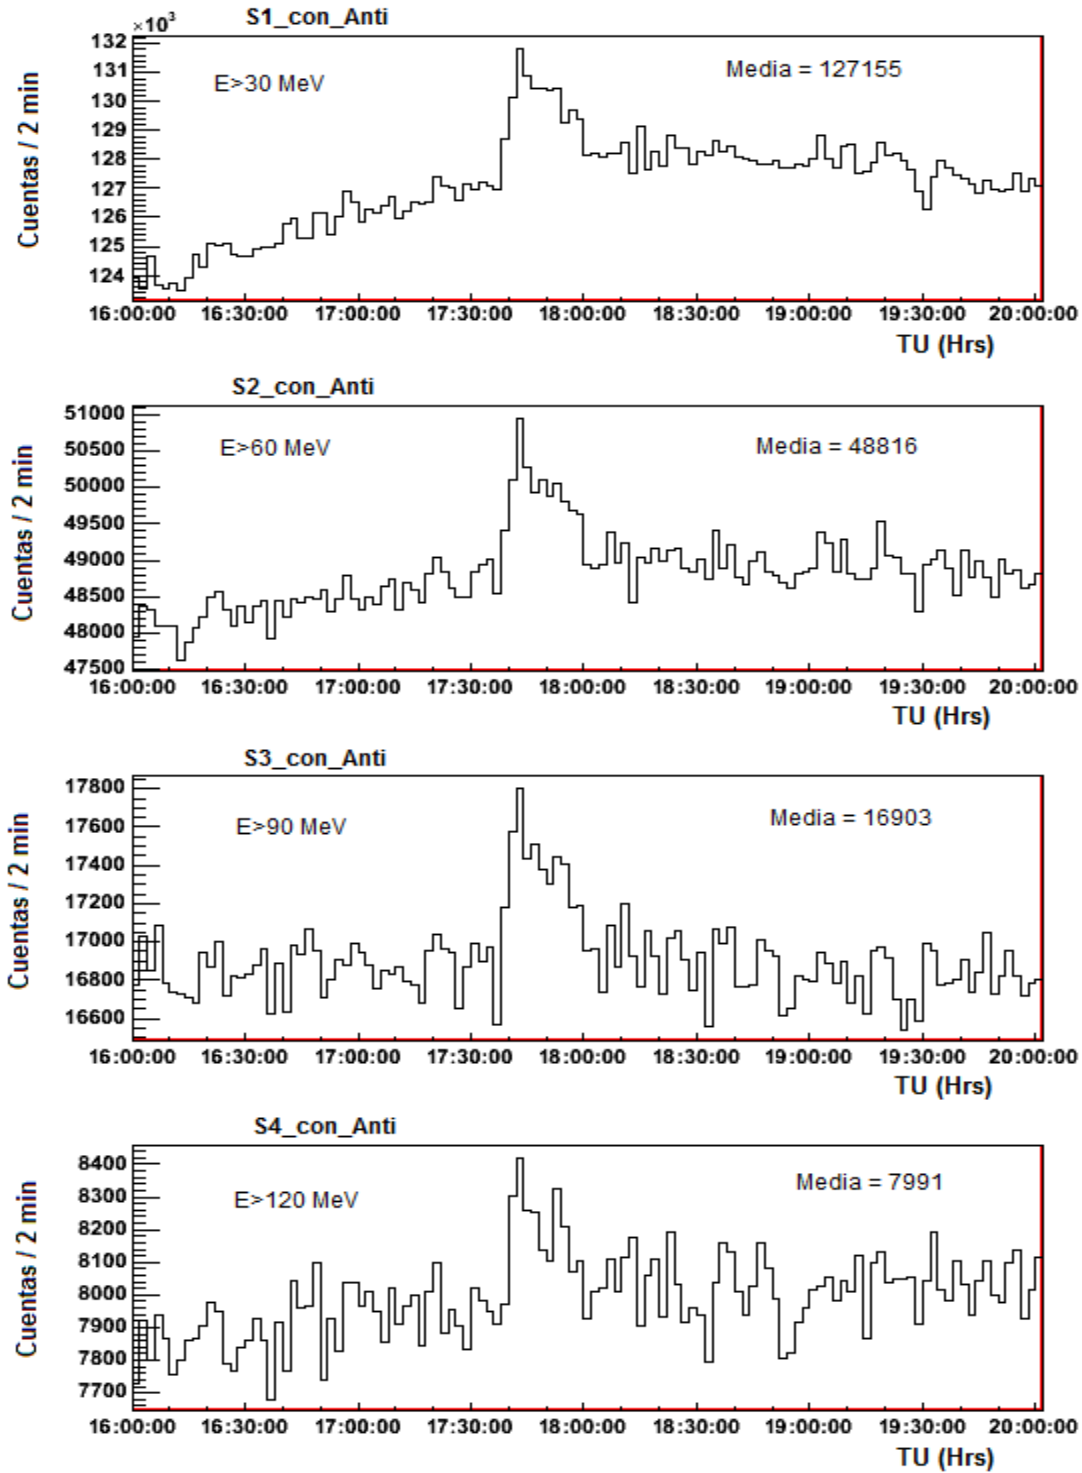 S1_con_Anti
×10³
132
131
130
129
128
127
126
125
124
Cuentas / 2 min
E>30 MeV
Media = 127155
16:00:00 16:30:00 17:00:00 17:30:00 18:00:00 18:30:00 19:00:00 19:30:00 20:00:00
TU (Hrs)
S2_con_Anti
51000
50500
50000
49500
49000
48500
48000
47500
Cuentas / 2 min
E>60 MeV
Media = 48816
16:00:00 16:30:00 17:00:00 17:30:00 18:00:00 18:30:00 19:00:00 19:30:00 20:00:00
TU (Hrs)
S3_con_Anti
17800
17600
17400
17200
17000
16800
16600
Cuentas / 2 min
E>90 MeV
Media = 16903
16:00:00 16:30:00 17:00:00 17:30:00 18:00:00 18:30:00 19:00:00 19:30:00 20:00:00
TU (Hrs)
S4_con_Anti
8400
8300
8200
8100
8000
7900
7800
7700
Cuentas / 2 min
E>120 MeV
Media = 7991
16:00:00 16:30:00 17:00:00 17:30:00 18:00:00 18:30:00 19:00:00 19:30:00 20:00:00
TU (Hrs)